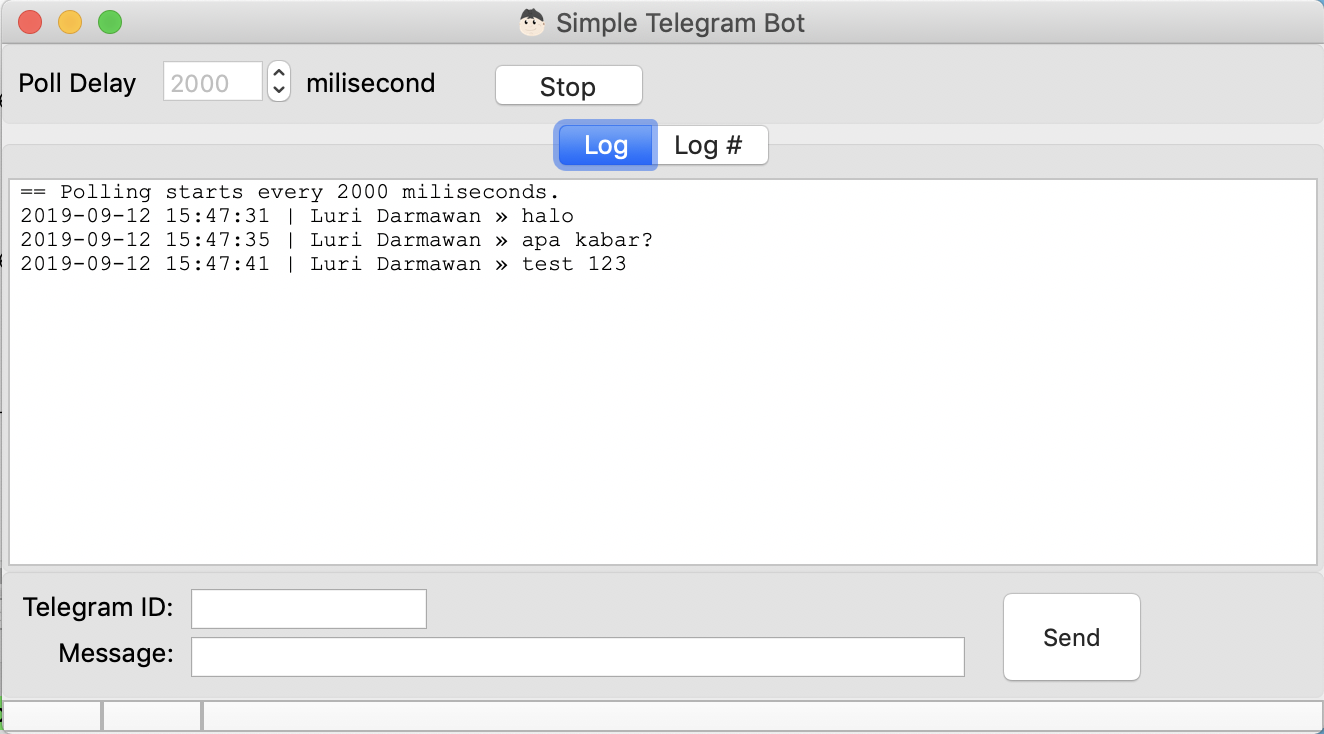 Simple Telegram Bot
Poll Delay 2000 milisecond Stop
Log Log #
== Polling starts every 2000 miliseconds.
2019-09-12 15:47:31 | Luri Darmawan » halo
2019-09-12 15:47:35 | Luri Darmawan » apa kabar?
2019-09-12 15:47:41 | Luri Darmawan » test 123
Telegram ID:
Message:
Send